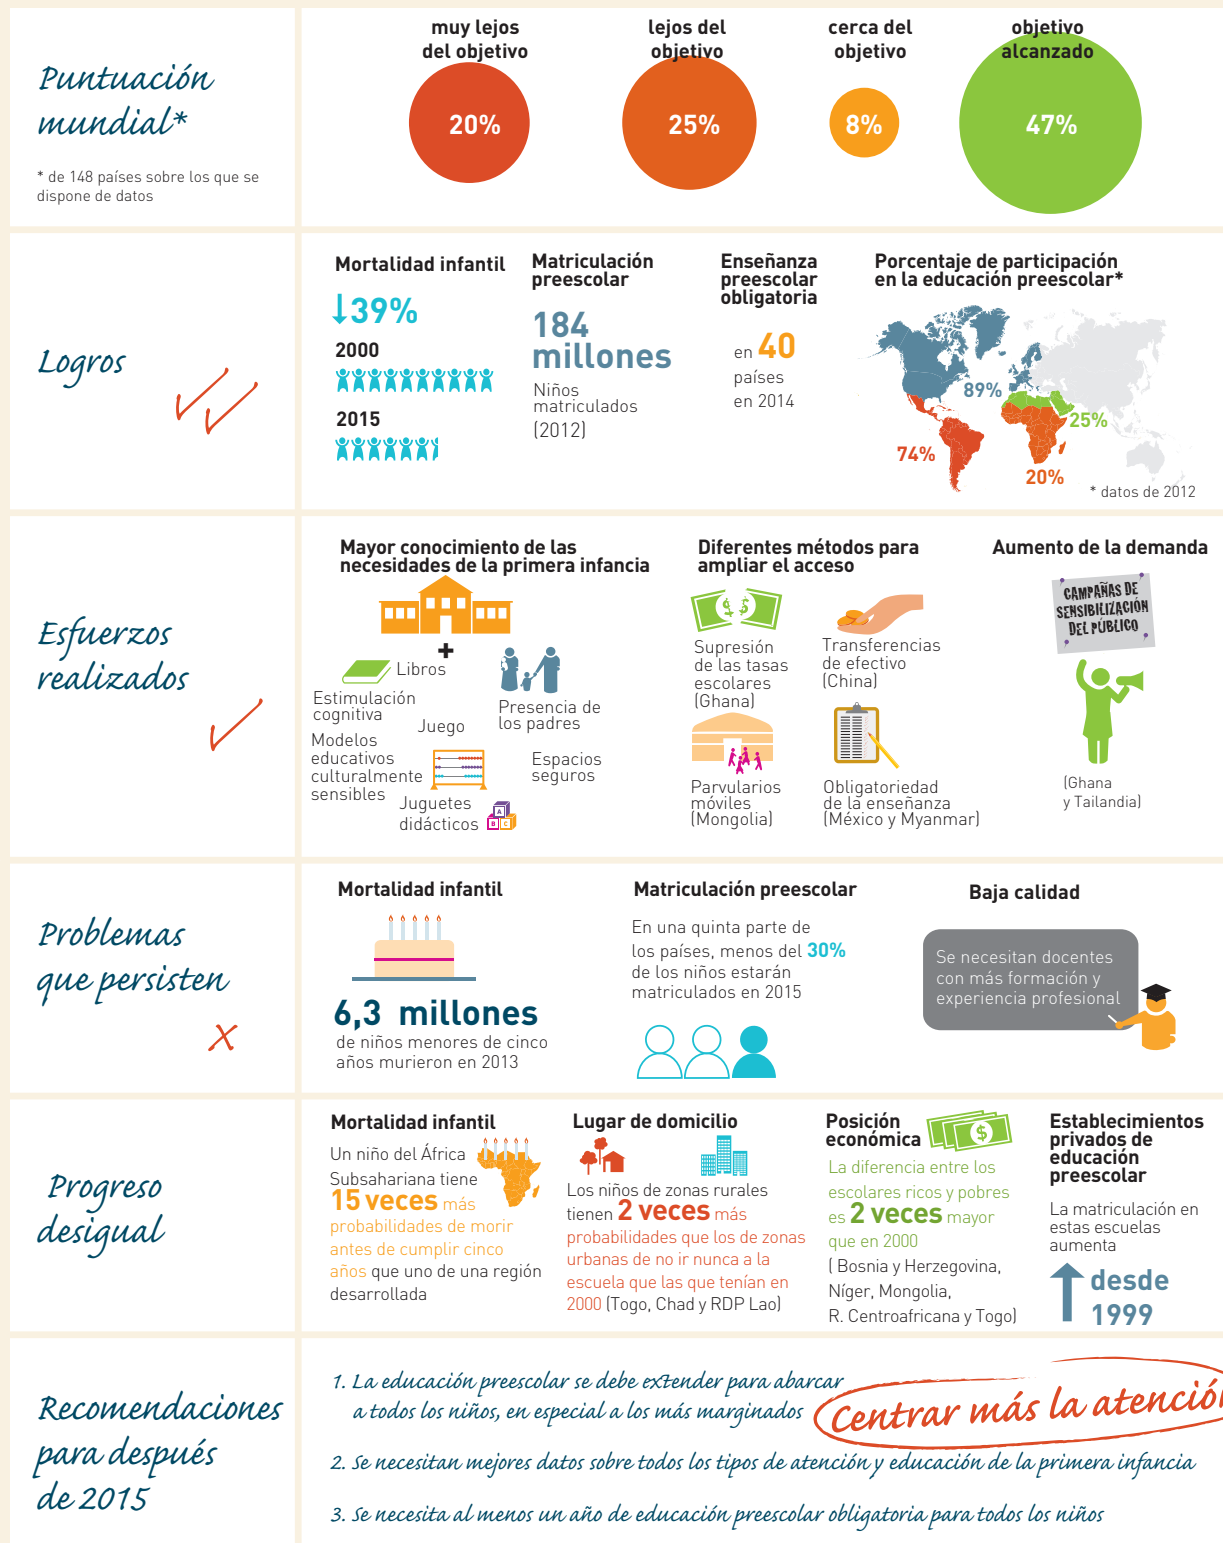 Puntuación
mundial*
* de 148 países sobre los que se
dispone de datos
muy lejos
del objetivo
20%
lejos del
objetivo
25%
cerca del
objetivo
8%
objetivo
alcanzado
47%
Logros
Mortalidad infantil
↓39%
2000
2015
Matriculación
preescolar
184
millones
Niños
matriculados
(2012)
Enseñanza
preescolar
obligatoria
en 40
países
en 2014
Porcentaje de participación
en la educación preescolar*
89%
25%
74%
20%
* datos de 2012
Esfuerzos
realizados
Mayor conocimiento de las
necesidades de la primera infancia
+
Libros
Estimulación
cognitiva
Juego
Presencia de
los padres
Modelos
educativos
culturalmente
sensibles
Espacios
seguros
Juguetes
didácticos
A
B C
Diferentes métodos para
ampliar el acceso
$ $
Supresión
de las tasas
escolares
(Ghana)
Transferencias
de efectivo
(China)
Parvularios
móviles
(Mongolia)
Obligatoriedad
de la enseñanza
(México y Myanmar)
Aumento de la demanda
CAMPAÑAS DE
SENSIBILIZACIÓN
DEL PÚBLICO
(Ghana
y Tailandia)
Problemas
que persisten
X
Mortalidad infantil
6,3 millones
de niños menores de cinco
años murieron en 2013
Matriculación preescolar
En una quinta parte de
los países, menos del 30%
de los niños estarán
matriculados en 2015
Baja calidad
Se necesitan docentes
con más formación y
experiencia profesional
Progreso
desigual
Mortalidad infantil
Un niño del África
Subsahariana tiene
15 veces más
probabilidades de morir
antes de cumplir cinco
años que uno de una región
desarrollada
Lugar de domicilio
Los niños de zonas rurales
tienen 2 veces más
probabilidades que los de zonas
urbanas de no ir nunca a la
escuela que las que tenían en
2000 (Togo, Chad y RDP Lao)
Posición
económica
$
La diferencia entre los
escolares ricos y pobres
es 2 veces mayor
que en 2000
( Bosnia y Herzegovina,
Níger, Mongolia,
R. Centroafricana y Togo)
Establecimientos
privados de
educación
preescolar
La matriculación en
estas escuelas
aumenta
desde
1999
Recomendaciones
para después
de 2015
1. La educación preescolar se debe extender para abarcar
a todos los niños, en especial a los más marginados
Centrar más la atención
2. Se necesitan mejores datos sobre todos los tipos de atención y educación de la primera infancia
3. Se necesita al menos un año de educación preescolar obligatoria para todos los niños